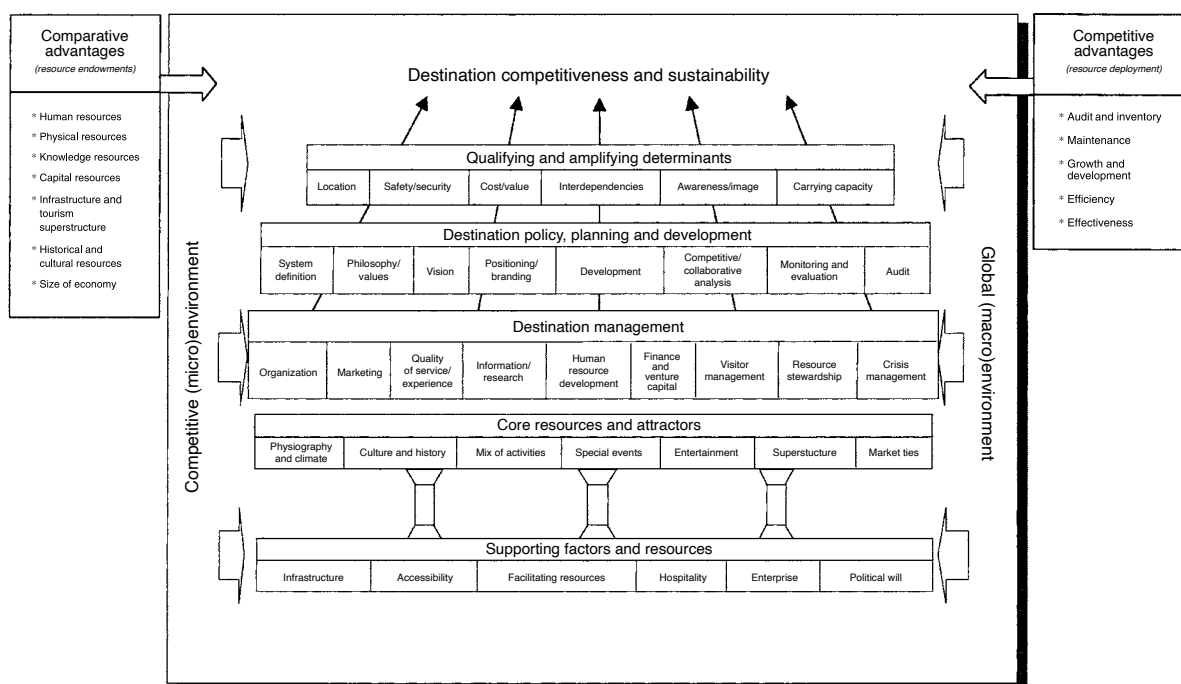 Comparative
advantages
(resource endowments)
* Human resources
* Physical resources
* Knowledge resources
* Capital resources
* Infrastructure and
tourism
superstructure
* Historical and
cultural resources
* Size of economy
Competitive (micro)environment
Destination competitiveness and sustainability
Qualifying and amplifying determinants
Location Safety/security Cost/value Interdependencies Awareness/image Carrying capacity
Destination policy, planning and development
System
definition
Philosophy/
values
Vision
Positioning/
branding
Development
Competitive/
collaborative
analysis
Monitoring and
evaluation
Audit
Destination management
Organization
Marketing
Quality
of service/
experience
Information/
research
Human
resource
development
Finance
and
venture
capital
Visitor
management
Resource
stewardship
Crisis
management
Core resources and attractors
Physiography
and climate
Culture and history
Mix of activities
Special events
Entertainment
Superstucture
Market ties
Supporting factors and resources
Infrastructure Accessibility Facilitating resources Hospitality Enterprise Political will
Global (macro)environment
Competitive
advantages
(resource deployment)
* Audit and inventory
* Maintenance
* Growth and
development
* Efficiency
* Effectiveness